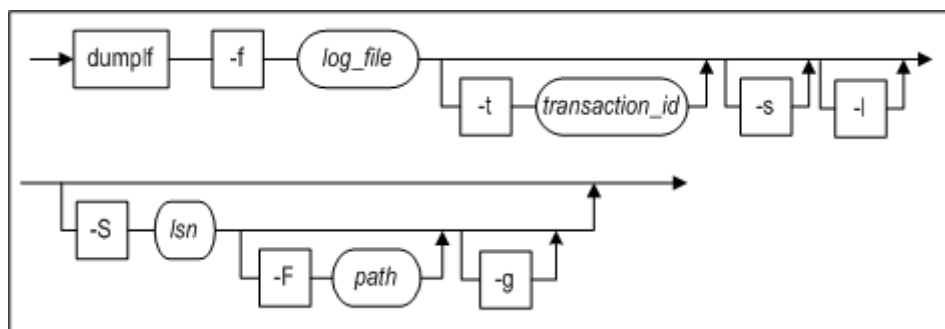 dumplf -f log_file
-t transaction_id -s -l
-S lsn
-F path -g